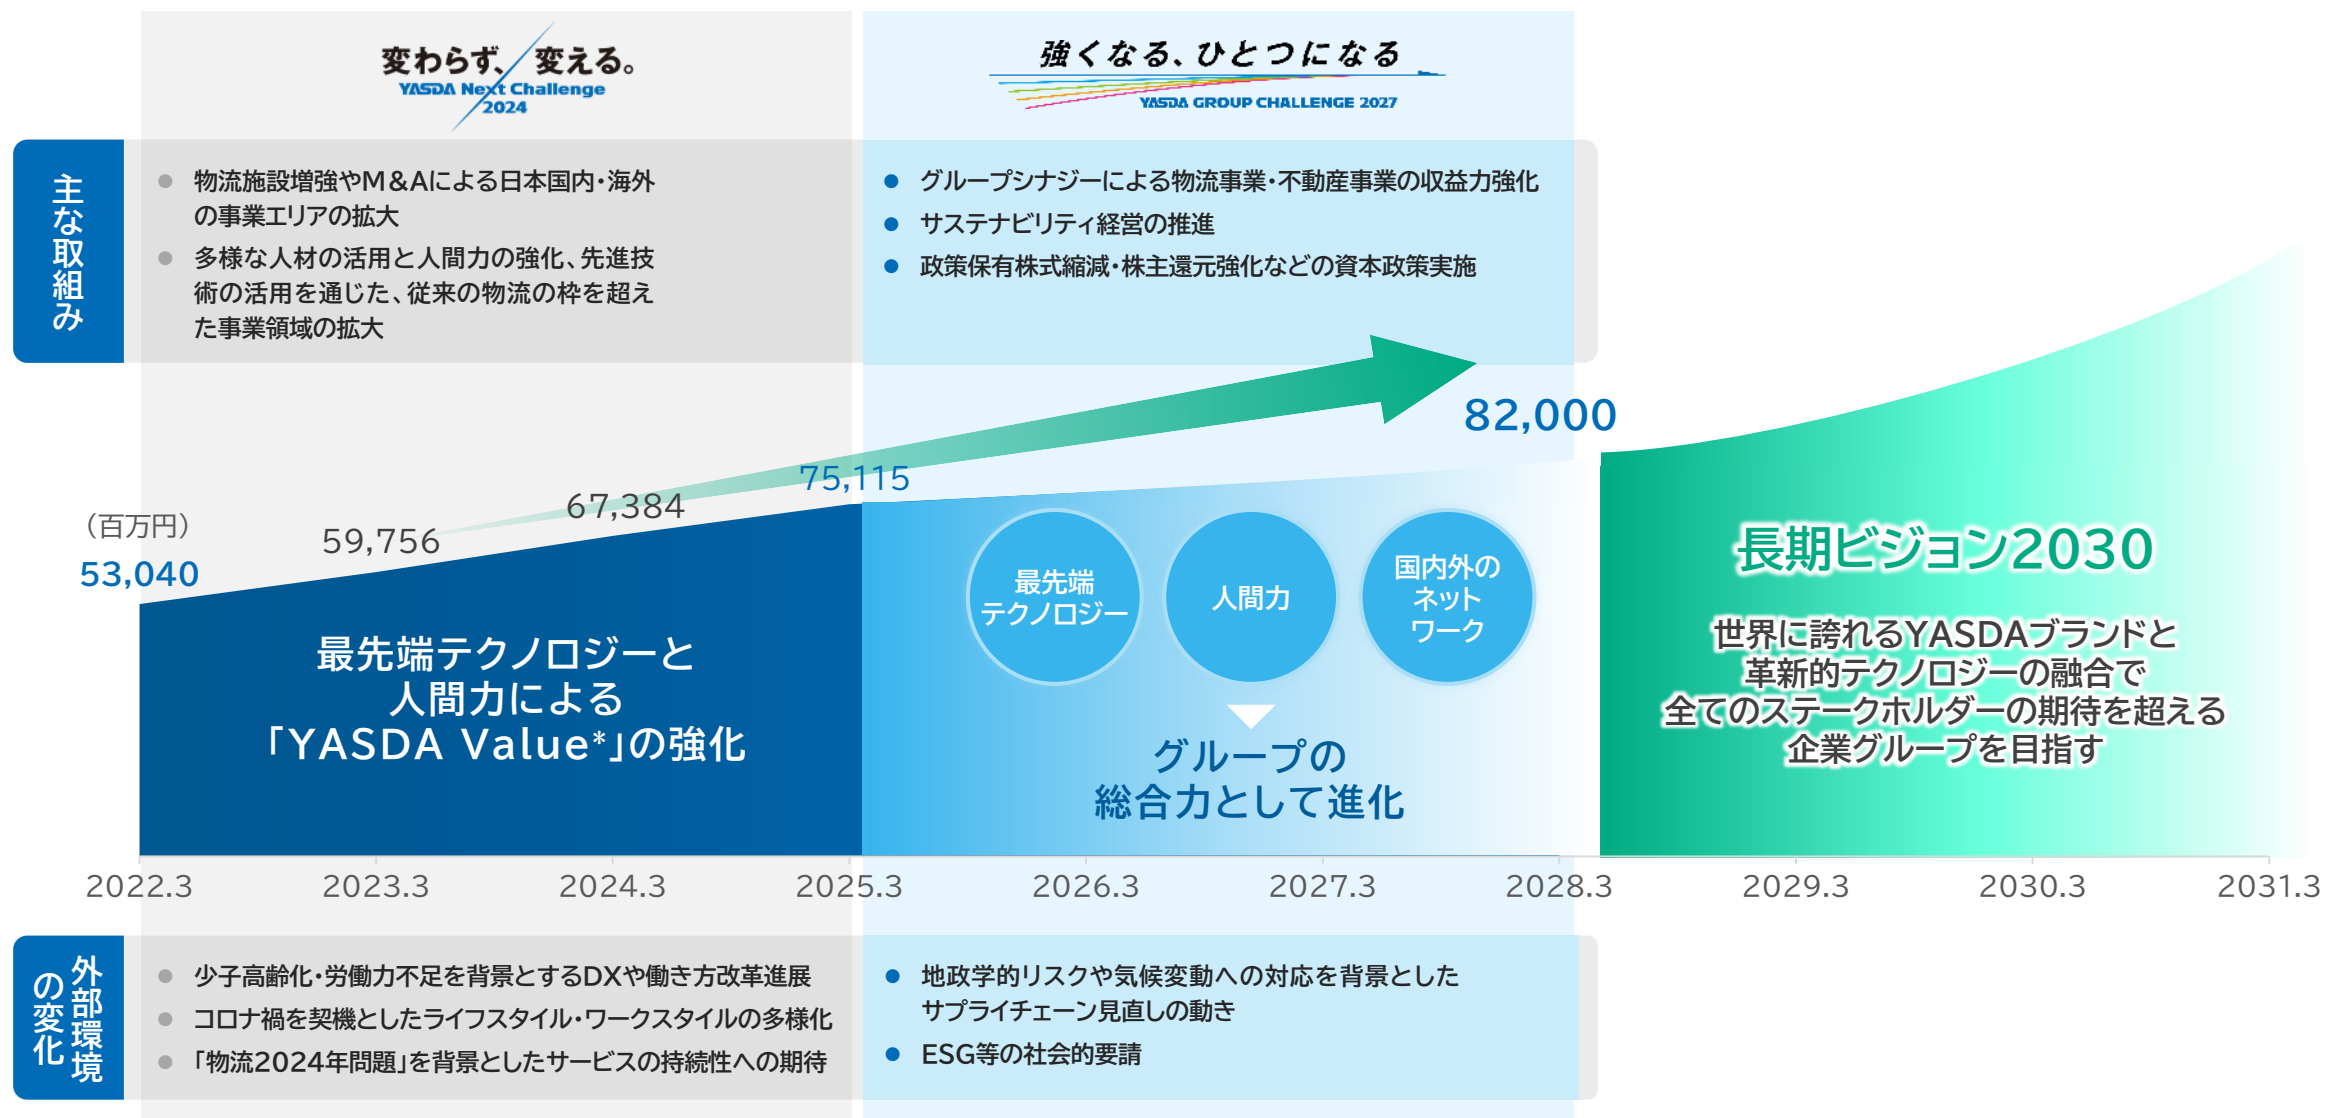 変わらず、変える。
YASDA Next Challenge
2024
強くなる、ひとつになる
YASDA GROUP CHALLENGE 2027
主な取組み
● 物流施設増強やM&Aによる日本国内・海外
の事業エリアの拡大
● 多様な人材の活用と人間力の強化、先進技
術の活用を通じた、従来の物流の枠を超え
た事業領域の拡大
● グループシナジーによる物流事業・不動産事業の収益力強化
● サステナビリティ経営の推進
● 政策保有株式縮減・株主還元強化などの資本政策実施
(百万円)
53,040
59,756
67,384
75,115
82,000
最先端テクノロジーと
人間力による
「YASDA Value*」の強化
最先端
テクノロジー
人間力
国内外の
ネット
ワーク
グループの
総合力として進化
長期ビジョン2030
世界に誇れるYASDAブランドと
革新的テクノロジーの融合で
全てのステークホルダーの期待を超える
企業グループを目指す
2022.3
2023.3
2024.3
2025.3
2026.3
2027.3
2028.3
2029.3
2030.3
2031.3
外部環境
の変化
● 少子高齢化・労働力不足を背景とするDXや働き方改革進展
● コロナ禍を契機としたライフスタイル・ワークスタイルの多様化
● 「物流2024年問題」を背景としたサービスの持続性への期待
● 地政学的リスクや気候変動への対応を背景とした
サプライチェーン見直しの動き
● ESG等の社会的要請